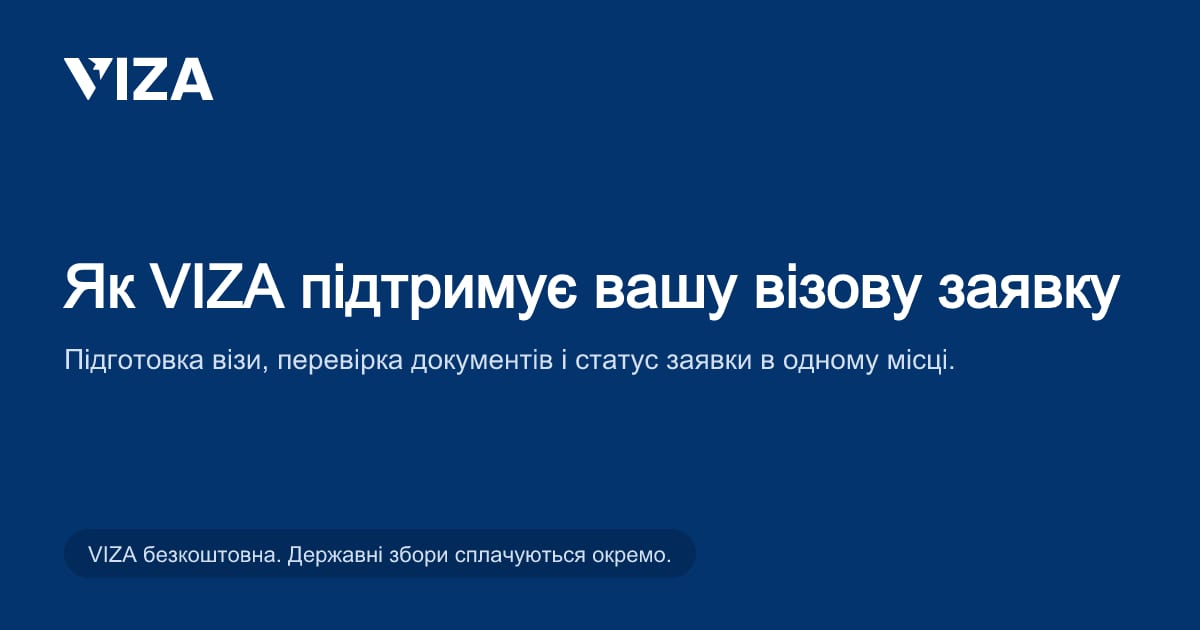 VIZA
Як VIZA підтримує вашу візову заявку
Підготовка візи, перевірка документів і статус заявки в одному місці.
VIZA безкоштовна. Державні збори сплачуються окремо.